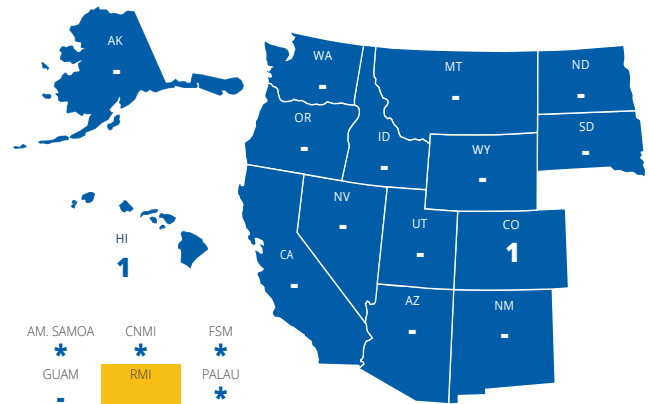 AK
-
WA
-
MT
-
ND
-
OR
-
ID
-
WY
-
SD
-
HI
1
NV
-
UT
-
CO
1
CA
-
AZ
-
NM
-
AM. SAMOA
*
CNMI
*
FSM
*
GUAM
-
RMI
PALAU
*